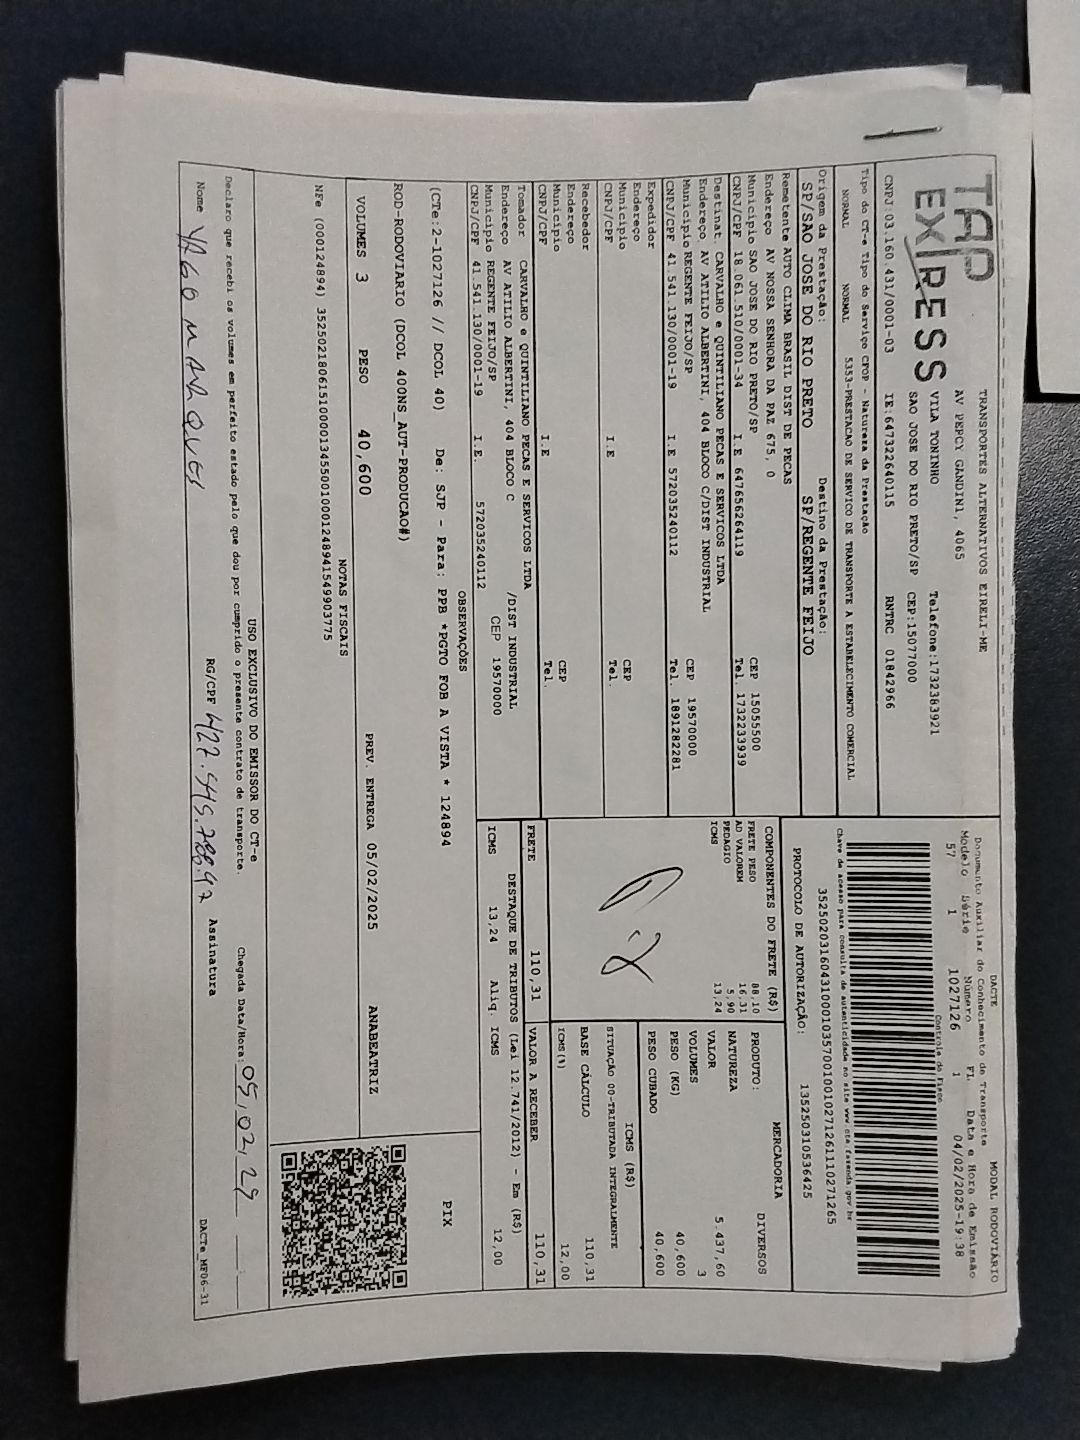 TAP EXPRESS
TRANSPORTES ALTERNATIVOS EIRELI-ME
AV PERCY GANDINI, 4065
VILA TONINHO Telefone:1732383921
SAO JOSE DO RIO PRETO/SP CEP:15077000
CNPJ:03.160.431/0001-03 IE:647322640115 RNTRC 01842966
DACTE MODAL RODOVIÁRIO
Documento Auxiliar do Conhecimento de Transporte
Modelo Série Número FL Data e Hora de Emissão
57 1 1027126 1 04/02/2025-19:38
Controle do Fisco
Chave de acesso para consulta de autenticidade no site www.cte.fazenda.gov.br
35250203160431000103570010010271261110271265
PROTOCOLO DE AUTORIZAÇÃO: 135250310536425
Tipo do CT-e Tipo do Serviço CFOP - Natureza da Prestação
NORMAL NORMAL 5353-PRESTACAO DE SERVICO DE TRANSPORTE A ESTABELECIMENTO COMERCIAL
Origem da Prestação: Destino da Prestação:
SP/SAO JOSE DO RIO PRETO SP/REGENTE FEIJO
Remetente AUTO CLIMA BRASIL DIST DE PECAS
Endereço AV NOSSA SENHORA DA PAZ 675, 0
Município SAO JOSE DO RIO PRETO/SP CEP 15055500
CNPJ/CPF 18.061.510/0001-34 I.E 647656264119 Tel. 1732233939
Destinat. CARVALHO e QUINTILIANO PECAS E SERVICOS LTDA
Endereço AV ATILIO ALBERTINI, 404 BLOCO C/DIST INDUSTRIAL
Município REGENTE FEIJO/SP CEP 19570000
CNPJ/CPF 41.541.130/0001-19 I.E 572035240112 Tel. 1891282281
Expedidor
Endereço
Município CEP
CNPJ/CPF I.E Tel.
Recebedor
Endereço
Município CEP
CNPJ/CPF I.E Tel.
Tomador CARVALHO e QUINTILIANO PECAS E SERVICOS LTDA
Endereço AV ATILIO ALBERTINI, 404 BLOCO C /DIST INDUSTRIAL
Município REGENTE FEIJO/SP CEP 19570000
CNPJ/CPF 41.541.130/0001-19 I.E. 572035240112
COMPONENTES DO FRETE (R$)
FRETE PESO 88,10
AD VALOREM 16,31
PEDAGIO 5,90
ICMS 13,24
MERCADORIA
PRODUTO: DIVERSOS
NATUREZA
VALOR 5.437,60
VOLUMES 3
PESO (KG) 40,600
PESO CUBADO 40,600
ICMS (R$)
SITUAÇÃO 00-TRIBUTADA INTEGRALMENTE
BASE CÁLCULO 110,31
ICMS(%) 12,00
FRETE 110,31 VALOR A RECEBER 110,31
DESTAQUE DE TRIBUTOS (Lei 12.741/2012) - Em (R$)
ICMS 13,24 Aliq. ICMS 12,00
OBSERVAÇÕES
(CTe:2-1027126 // DCOL 40) De: SJP - Para: PPB *PGTO FOB A VISTA * 124894
PIX
ROD-RODOVIARIO (DCOL 400NS_AUT-PRODUCAO#)
VOLUMES 3 PESO 40,600 PREV. ENTREGA 05/02/2025 ANABEATRIZ
NOTAS FISCAIS
NFe (000124894) 35250218061510000134550010001248941549903775
USO EXCLUSIVO DO EMISSOR DO CT-e
Declaro que recebi os volumes em perfeito estado pelo que dou por cumprido o presente contrato de transporte. Chegada Data/Hora: 05/02/25
Nome YAGO MARQUES RG/CPF Assinatura
DACTe_MF06-31